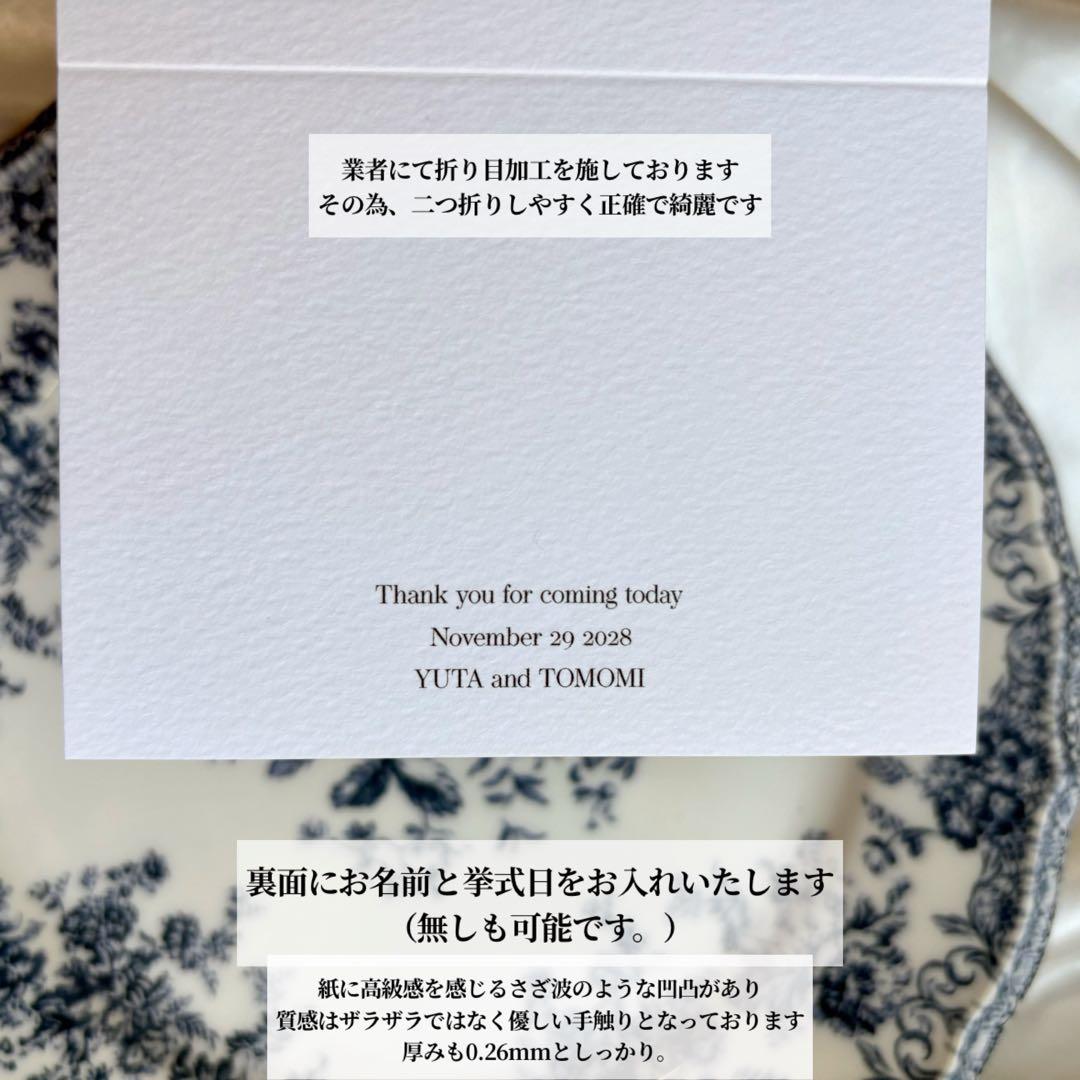 業者にて折り目加工を施しております
その為、二つ折りしやすく正確で綺麗です
Thank you for coming today
November 29 2028
YUTA and TOMOMI
裏面にお名前と挙式日をお入れいたします
(無しも可能です。)
紙に高級感を感じるさざ波のような凹凸があり
質感はザラザラではなく優しい手触りとなっております
厚みも0.26mmとしっかり。